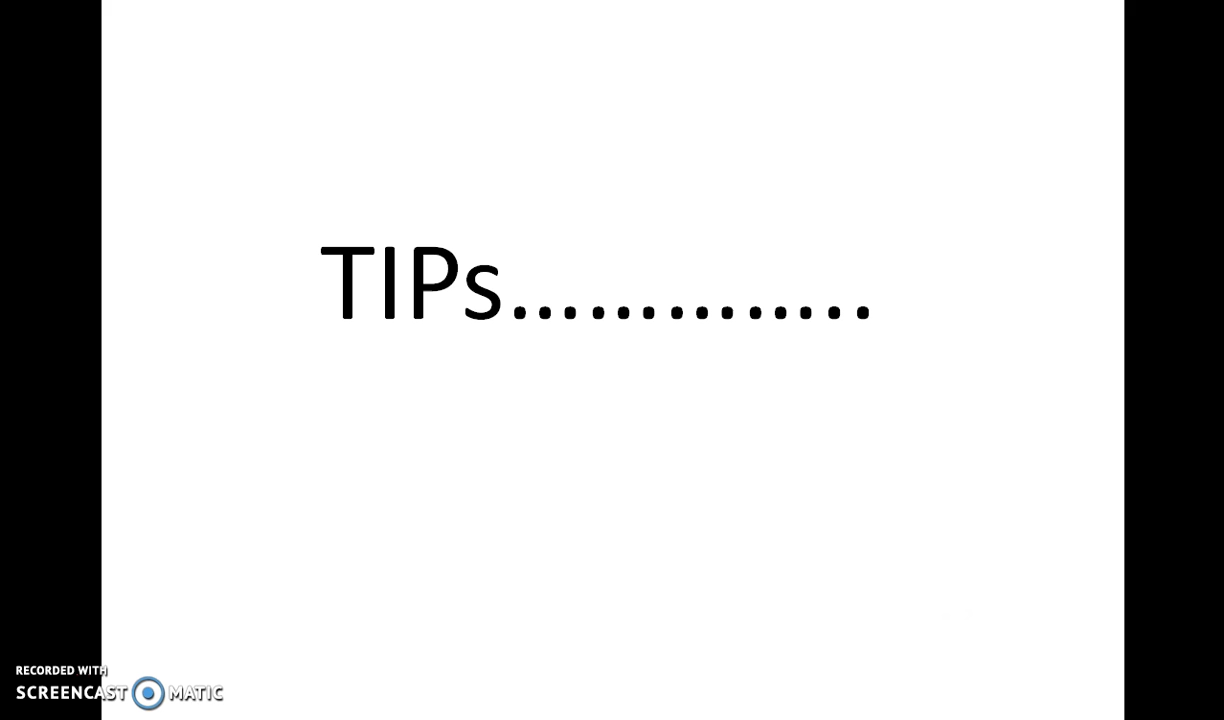 TIPs..............
RECORDED WITH
SCREENCAST MATIC